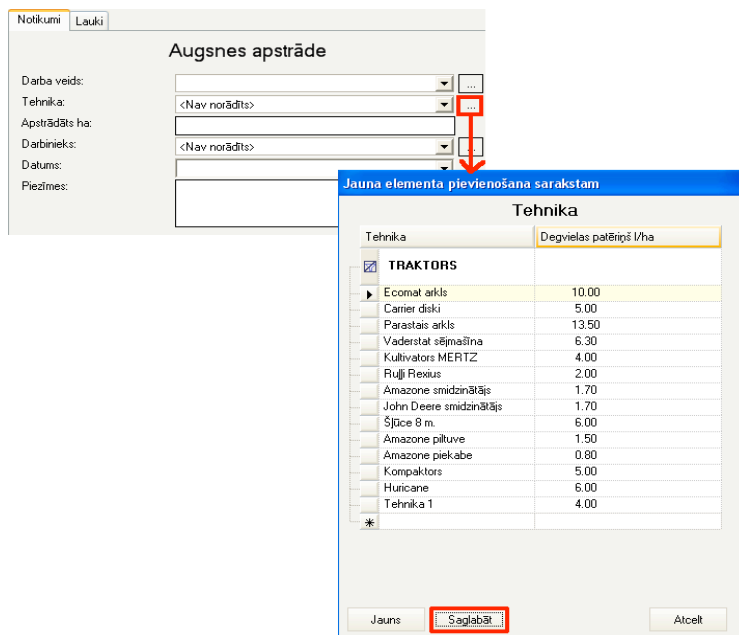 Notikumi Lauki
Augsnes apstrāde
Darba veids:
...
Tehnika:
<Nav norādīts>
...
Apstrādāts ha:
Darbinieks:
<Nav norādīts>
Datums:
Piezīmes:
Jauna elementa pievienošana sarakstam
Tehnika
Tehnika Degvielas patēriņš l/ha
TRAKTORS
Ecomat arkls 10.00
Carrier diski 5.00
Parastais arkls 13.50
Vaderstat sējmašīna 6.30
Kultivators MERTZ 4.00
Ruļļi Rexius 2.00
Amazone smidzinātājs 1.70
John Deere smidzinātājs 1.70
Šļūce 8 m. 6.00
Amazone piltuve 1.50
Amazone piekabe 0.80
Kompaktors 5.00
Huricane 6.00
Tehnika 1 4.00
Jauns Saglabāt Atcelt